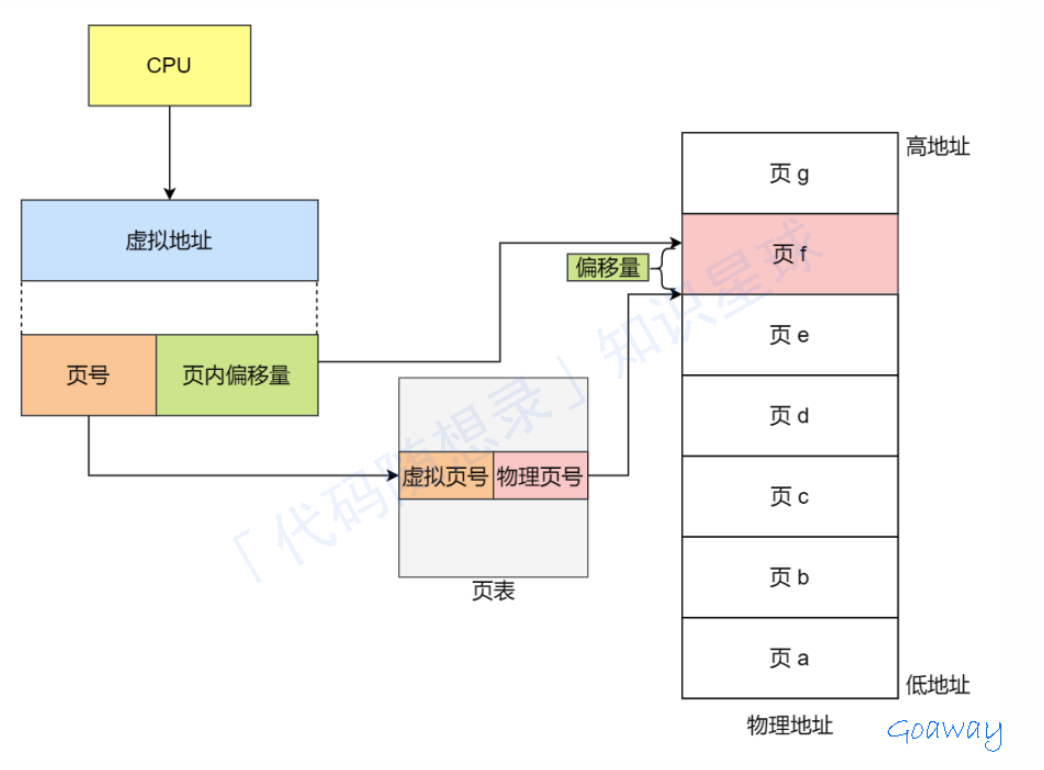 CPU
虚拟地址
页号
页内偏移量
虚拟页号
物理页号
页表
偏移量
高地址
页 g
页 f
页 e
页 d
页 c
页 b
页 a
低地址
物理地址
「代码随想录」知识星球
Goaway